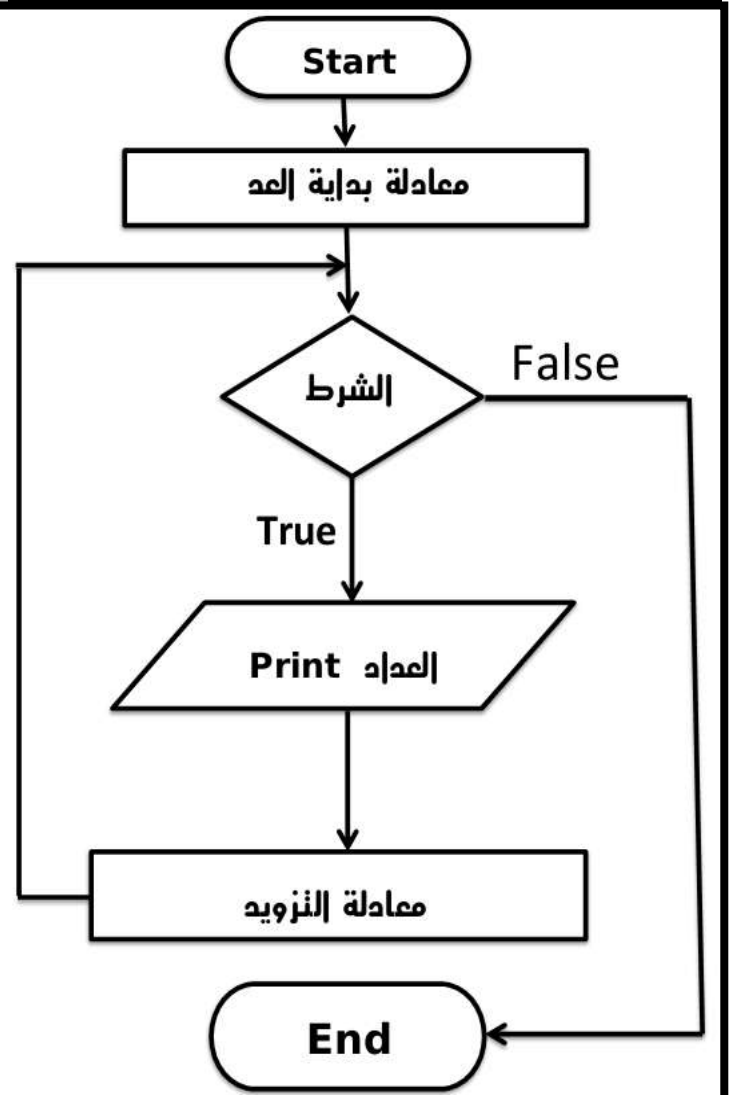 Start
معادلة بداية العد
الشرط
False
True
Print العداد
معادلة التزويد
End